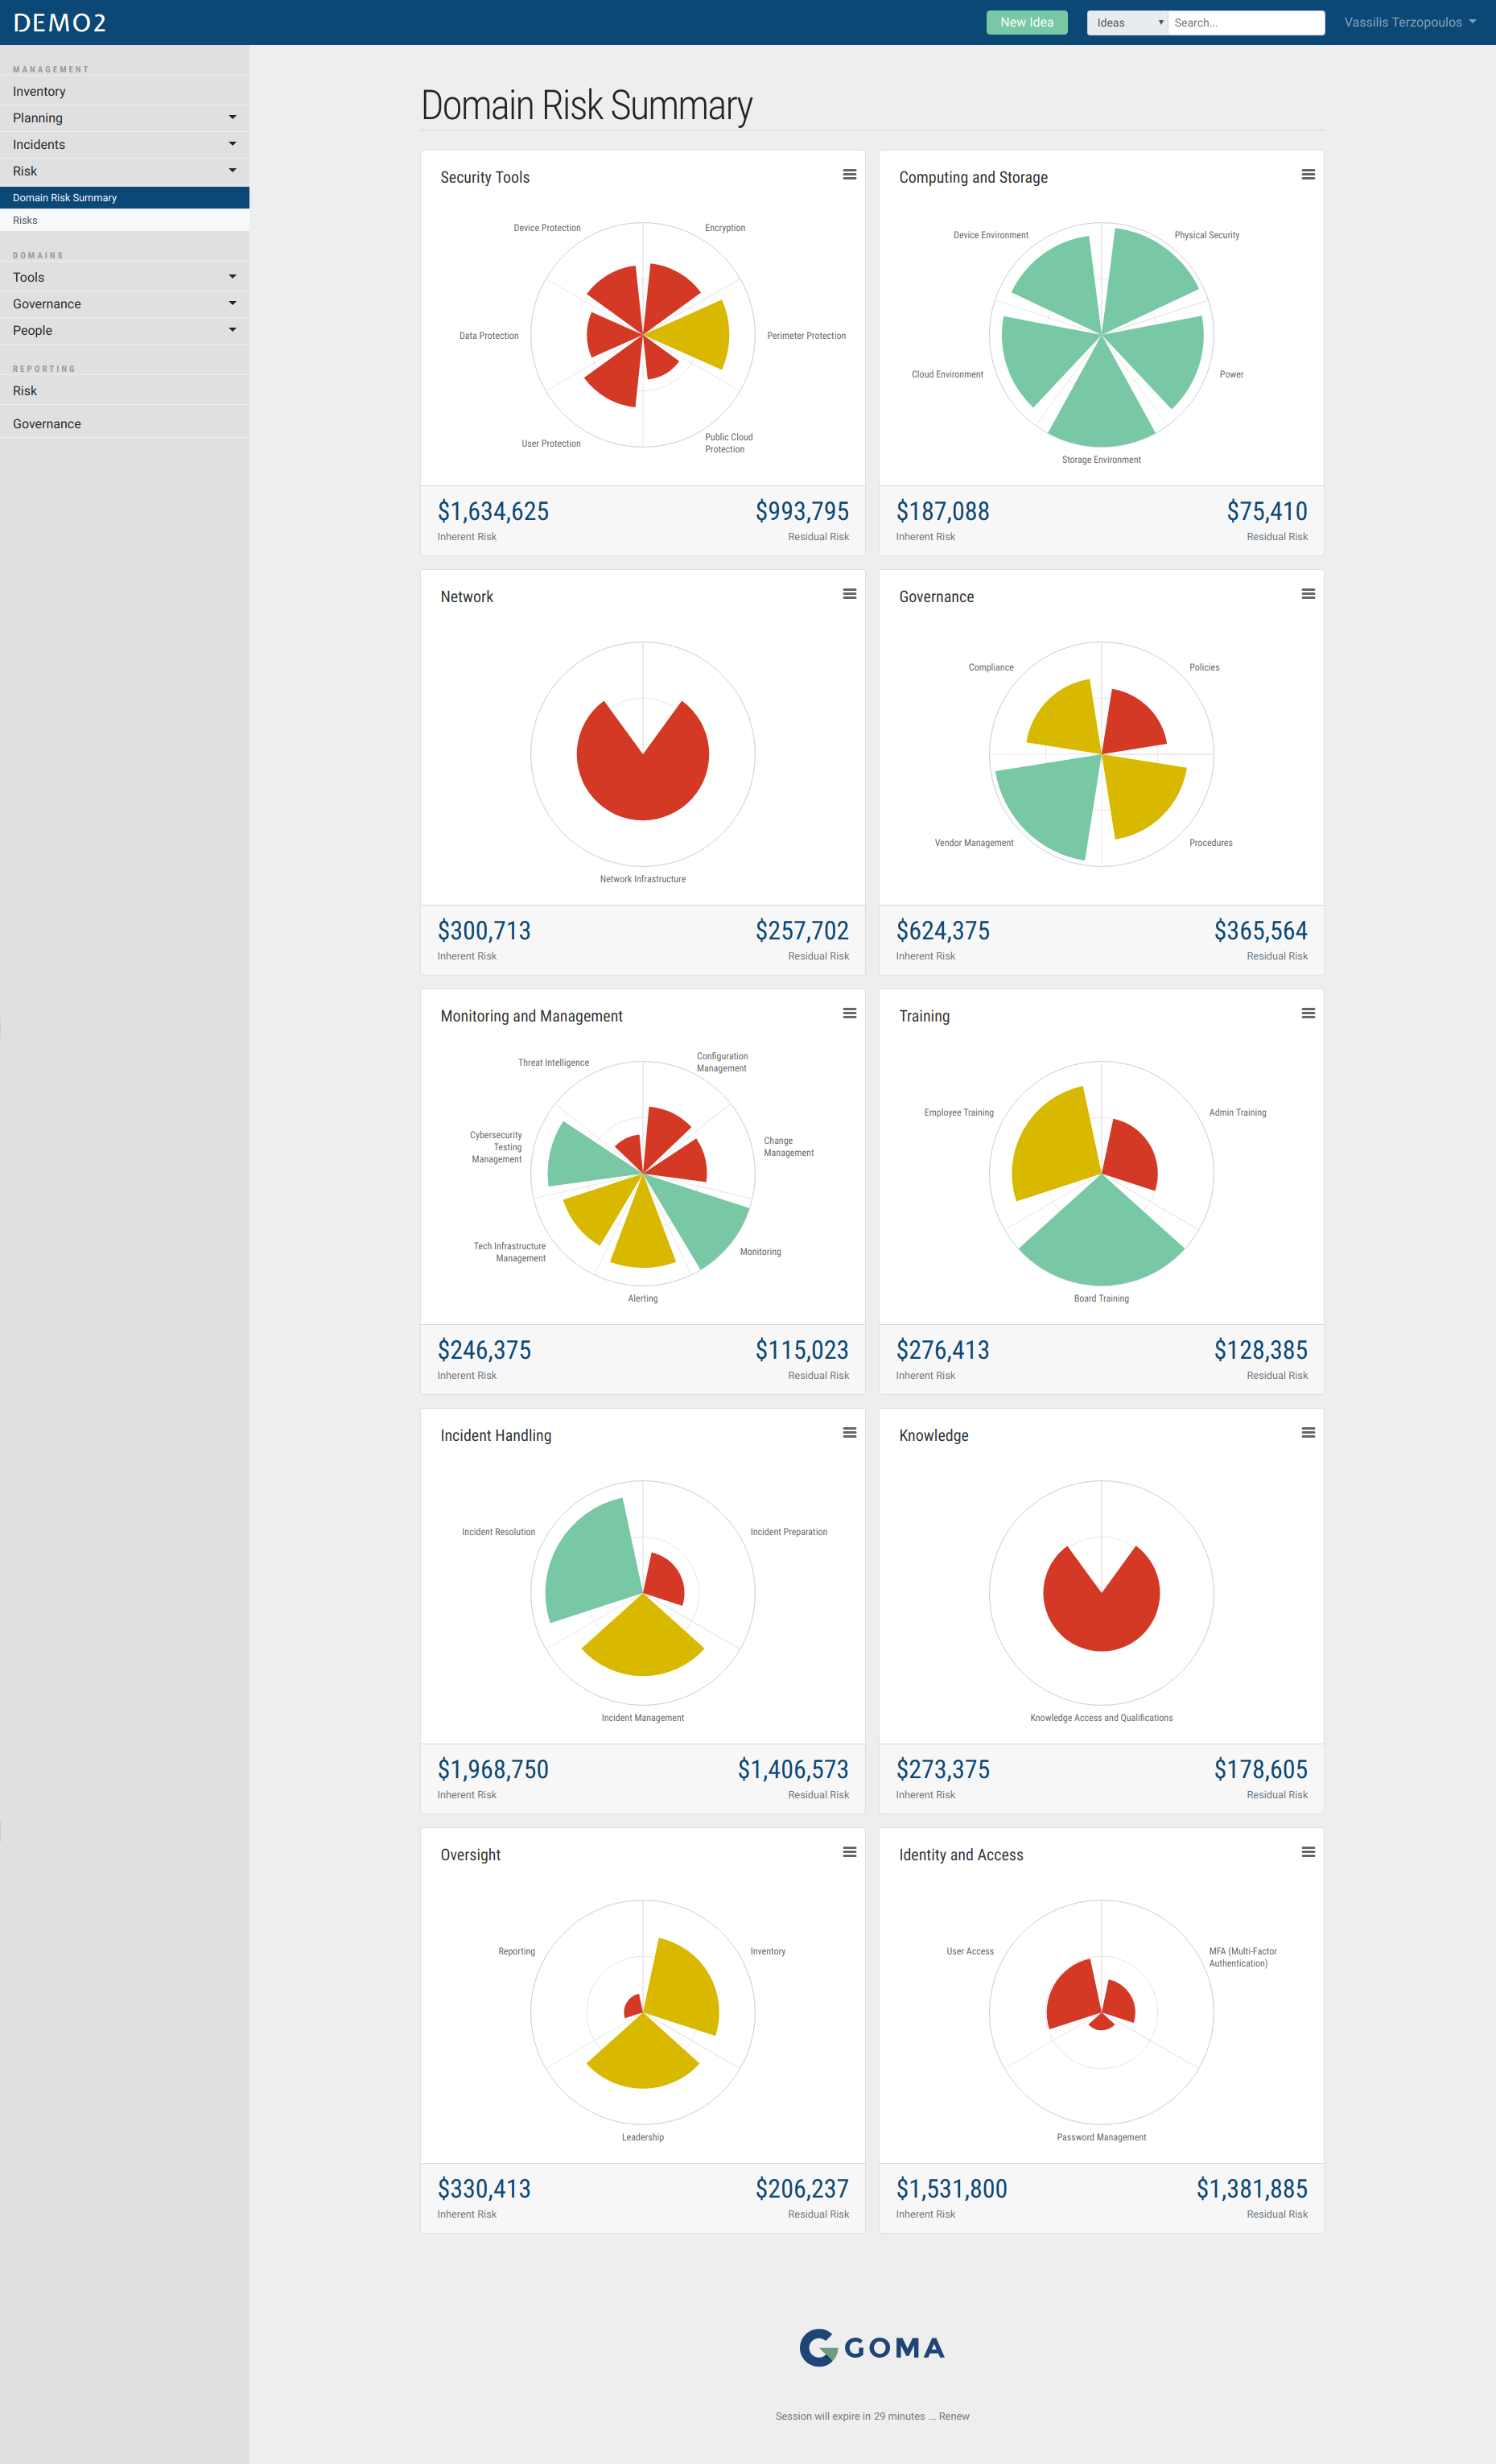 DEMO2
New Idea
Ideas
Search...
Vassilis Terzopoulos
MANAGEMENT
Inventory
Planning
Incidents
Risk
Domain Risk Summary
Risks
DOMAINS
Tools
Governance
People
REPORTING
Risk
Governance
Domain Risk Summary
Security Tools
Device Protection
Encryption
Data Protection
Perimeter Protection
User Protection
Public Cloud
Protection
$1,634,625
$993,795
Inherent Risk
Residual Risk
Computing and Storage
Device Environment
Physical Security
Cloud Environment
Power
Storage Environment
$187,088
$75,410
Inherent Risk
Residual Risk
Network
Network Infrastructure
$300,713
$257,702
Inherent Risk
Residual Risk
Governance
Compliance
Policies
Vendor Management
Procedures
$624,375
$365,564
Inherent Risk
Residual Risk
Monitoring and Management
Threat Intelligence
Configuration
Management
Cybersecurity
Testing
Management
Change
Management
Tech Infrastructure
Management
Monitoring
Alerting
$246,375
$115,023
Inherent Risk
Residual Risk
Training
Employee Training
Admin Training
Board Training
$276,413
$128,385
Inherent Risk
Residual Risk
Incident Handling
Incident Resolution
Incident Preparation
Incident Management
$1,968,750
$1,406,573
Inherent Risk
Residual Risk
Knowledge
Knowledge Access and Qualifications
$273,375
$178,605
Inherent Risk
Residual Risk
Oversight
Reporting
Inventory
Leadership
$330,413
$206,237
Inherent Risk
Residual Risk
Identity and Access
User Access
MFA (Multi-Factor
Authentication)
Password Management
$1,531,800
$1,381,885
Inherent Risk
Residual Risk
GOMA
Session will expire in 29 minutes ... Renew